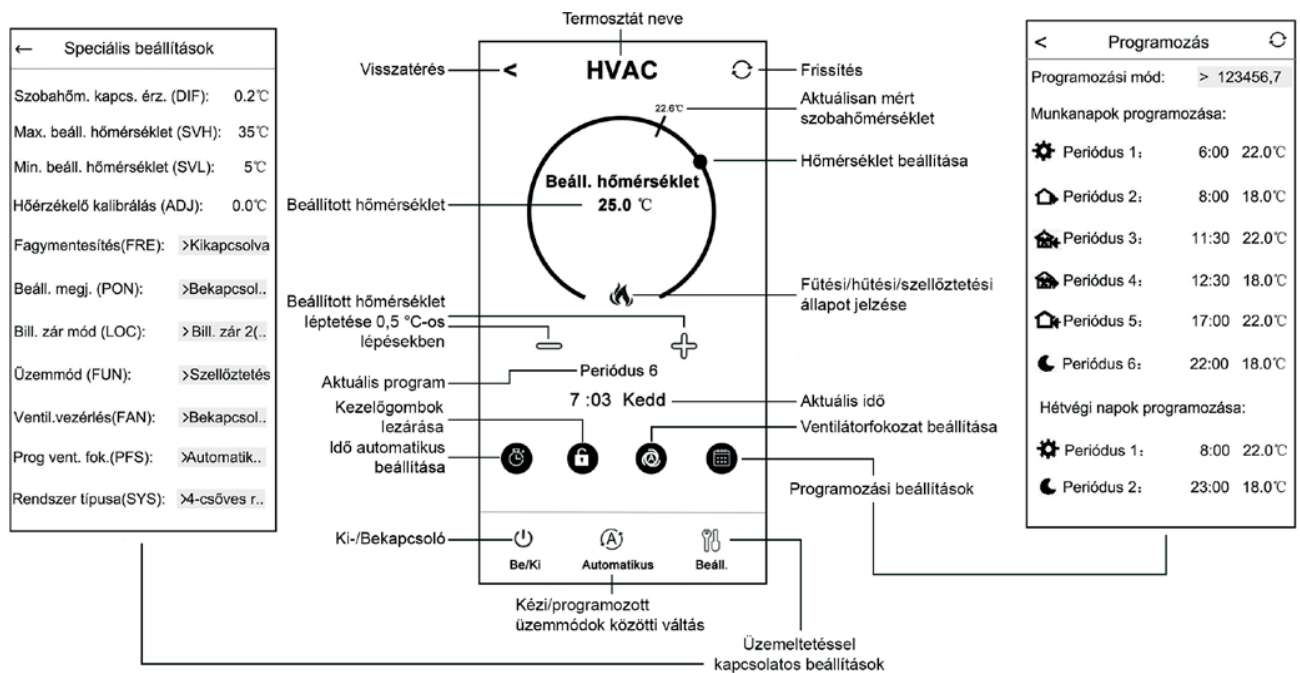 ← Speciális beállítások
Szobahőm. kapcs. érz. (DIF): 0.2℃
Max. beáll. hőmérséklet (SVH): 35℃
Min. beáll. hőmérséklet (SVL): 5℃
Hőérzékelő kalibrálás (ADJ): 0.0℃
Fagymentesítés(FRE): >Kikapcsolva
Beáll. megj. (PON): >Bekapcsol..
Bill. zár mód (LOC): >Bill. zár 2(..
Üzemmód (FUN): >Szellőztetés
Ventil.vezérlés(FAN): >Bekapcsol..
Prog vent. fok.(PFS): >Automatik..
Rendszer típusa(SYS): >4-csőves r..
Termosztát neve
Visszatérés
< HVAC
Frissítés
22.6℃
Aktuálisan mért
szobahőmérséklet
Hőmérséklet beállítása
Beáll. hőmérséklet
25.0 ℃
Beállított hőmérséklet
Fűtési/hűtési/szellőztetési
állapot jelzése
Beállított hőmérséklet
léptetése 0,5 °C-os
lépésekben
Periódus 6
Aktuális program
7 :03 Kedd
Aktuális idő
Kezelőgombok
lezárása
Ventilátorfokozat beállítása
Idő automatikus
beállítása
Programozási beállítások
Ki-/Bekapcsoló
Be/Ki Automatikus Beáll.
Kézi/programozott
üzemmódok közötti váltás
Üzemeltetéssel
kapcsolatos beállítások
< Programozás
Programozási mód: > 123456,7
Munkanapok programozása:
Periódus 1: 6:00 22.0℃
Periódus 2: 8:00 18.0℃
Periódus 3: 11:30 22.0℃
Periódus 4: 12:30 18.0℃
Periódus 5: 17:00 22.0℃
Periódus 6: 22:00 18.0℃
Hétvégi napok programozása:
Periódus 1: 8:00 22.0℃
Periódus 2: 23:00 18.0℃